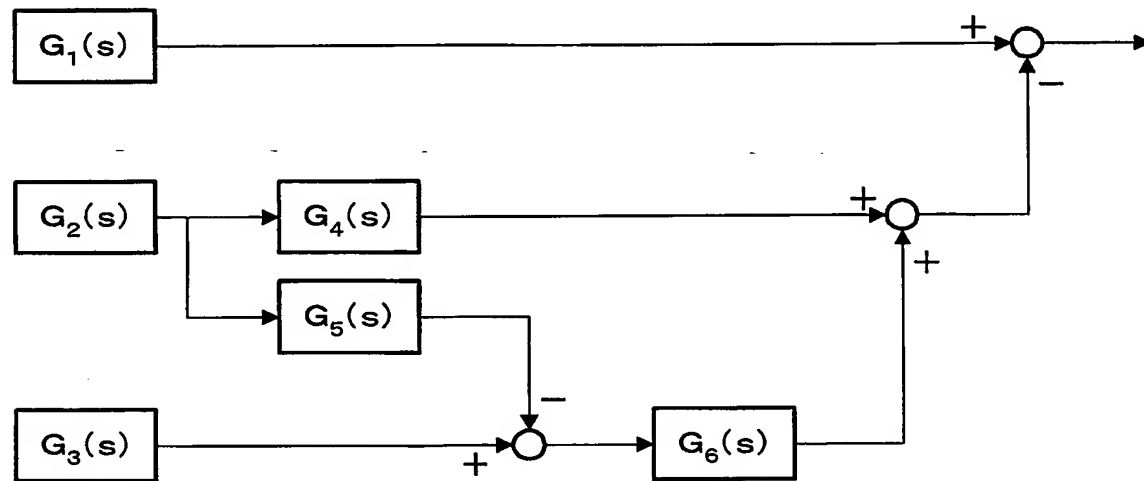 G₁(s)
+
−
G₂(s)
G₄(s)
+
+
G₅(s)
−
G₃(s)
+
G₆(s)